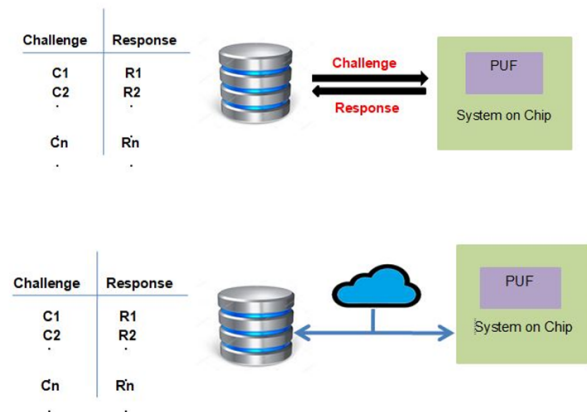 Challenge Response
C1 R1
C2 R2
Cn Rn
Challenge
Response
PUF
System on Chip
Challenge Response
C1 R1
C2 R2
Cn Rn
PUF
System on Chip